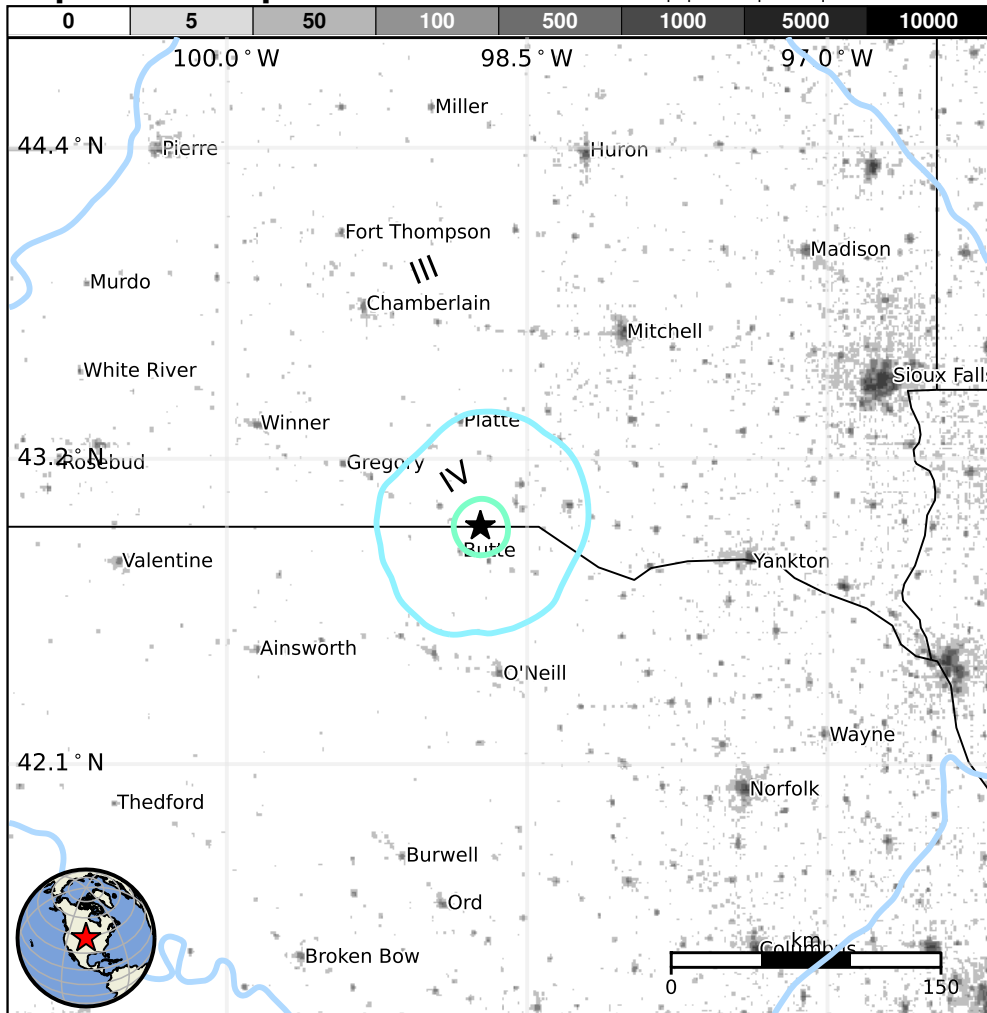 0 5 50 100 500 1000 5000 10000
100.0°W 98.5°W 97.0°W
Miller
44.4°N
Pierre
Huron
Fort Thompson
Madison
III
Murdo
Chamberlain
Mitchell
White River
Sioux Falls
Winner
Platte
43.2°N
Rosebud
Gregory
IV
Butte
Valentine
Yankton
Ainsworth
O'Neill
Wayne
42.1°N
Norfolk
Thedford
Burwell
Ord
Columbus
km
Broken Bow
0 150